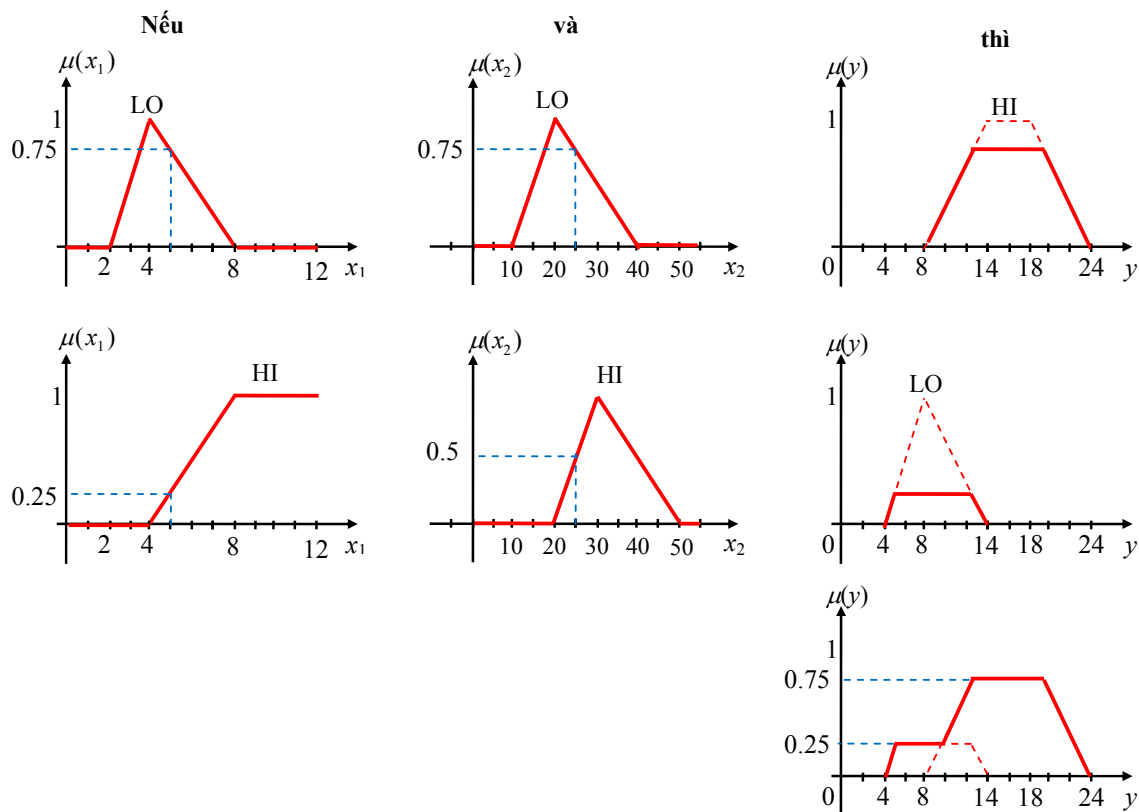 Nếu và thì
μ(x₁) μ(x₂) μ(y)
LO LO HI
1 1
0.75 0.75
2 4 8 12 x₁ 10 20 30 40 50 x₂ 0 4 8 14 18 24 y
μ(x₁) μ(x₂) μ(y)
HI HI LO
1 1
0.5
0.25
2 4 8 12 x₁ 10 20 30 40 50 x₂ 0 4 8 14 18 24 y
μ(y)
1
0.75
0.25
0 4 8 14 18 24 y